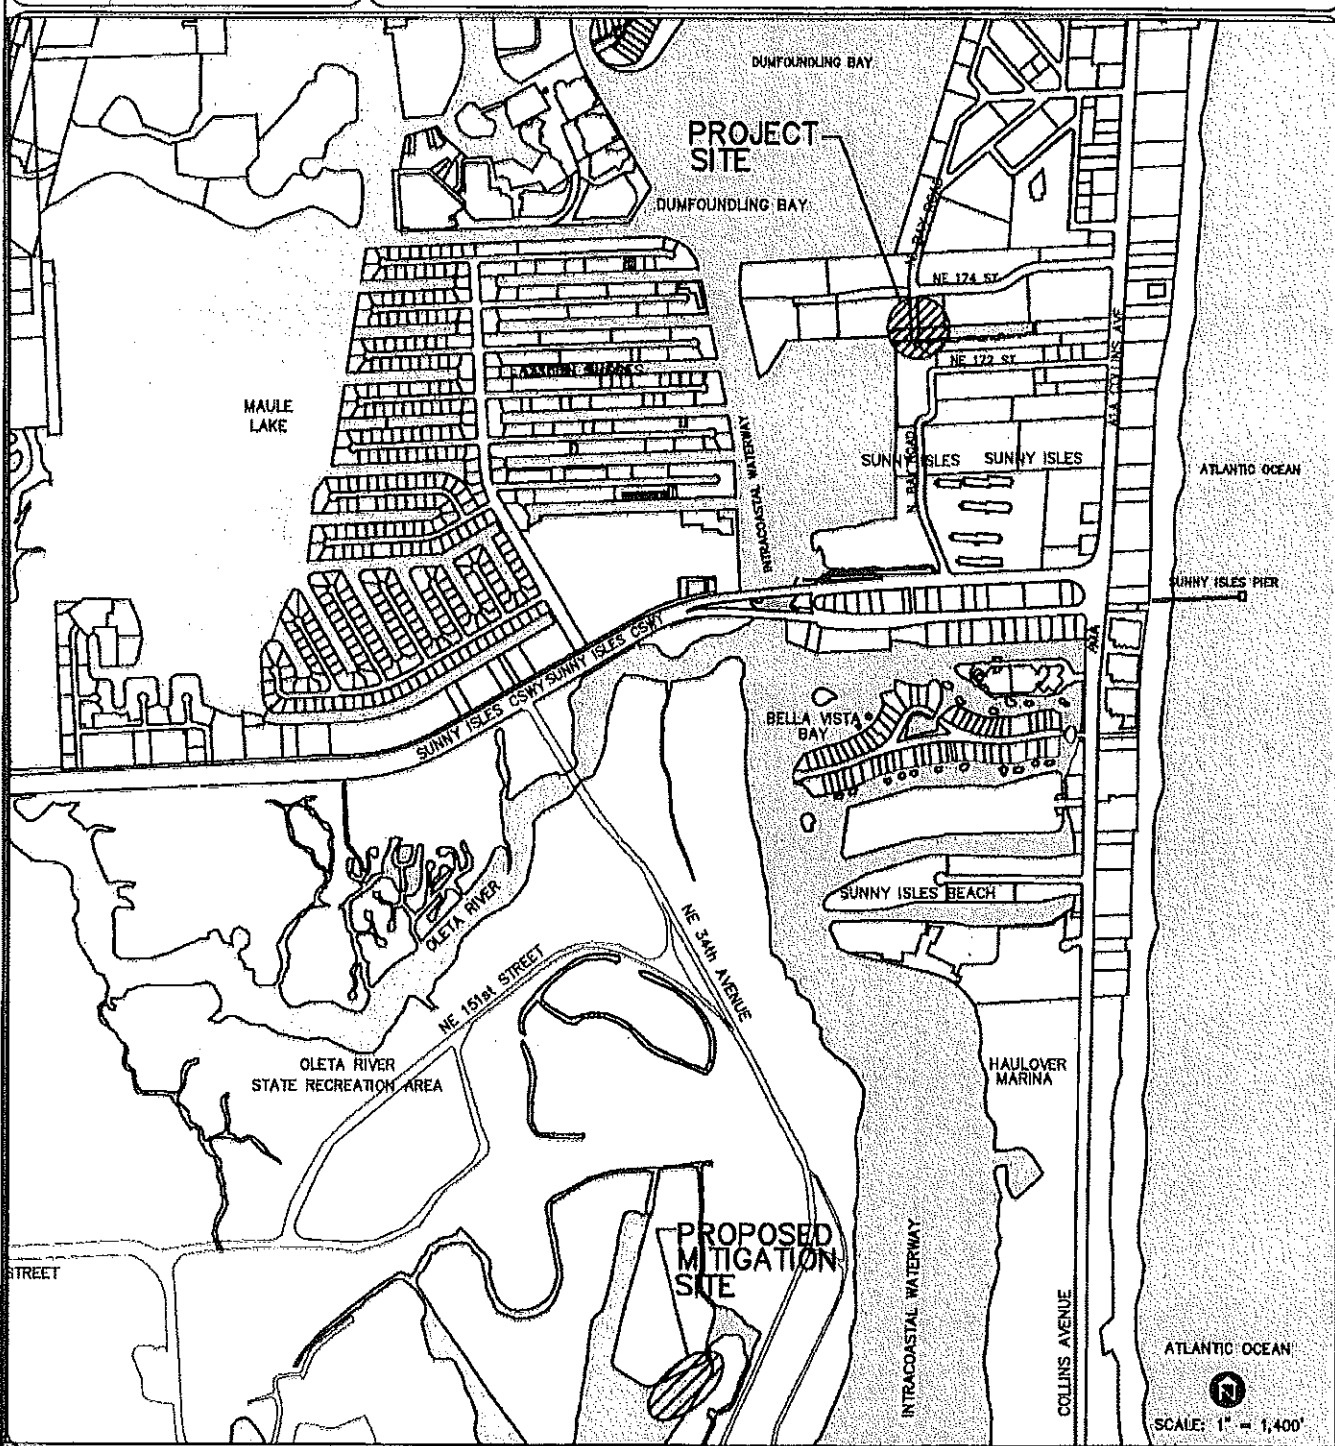 DUMFOUNDLING BAY
PROJECT
SITE
DUMFOUNDLING BAY
N. BAY ROAD
NE 174 ST
NE 172 ST
A1A COLLINS AVE
MAULE
LAKE
INTRACOASTAL WATERWAY
SUNNY ISLES
SUNNY ISLES
N. BAY ROAD
ATLANTIC OCEAN
SUNNY ISLES PIER
A1A
SUNNY ISLES CSWY
SUNNY ISLES CSWY
BELLA VISTA
BAY
OLETA RIVER
SUNNY ISLES BEACH
NE 34th AVENUE
NE 151st STREET
OLETA RIVER
STATE RECREATION AREA
HAULOVER
MARINA
PROPOSED
MITIGATION
SITE
STREET
INTRACOASTAL WATERWAY
COLLINS AVENUE
ATLANTIC OCEAN
N
SCALE: 1" = 1,400'